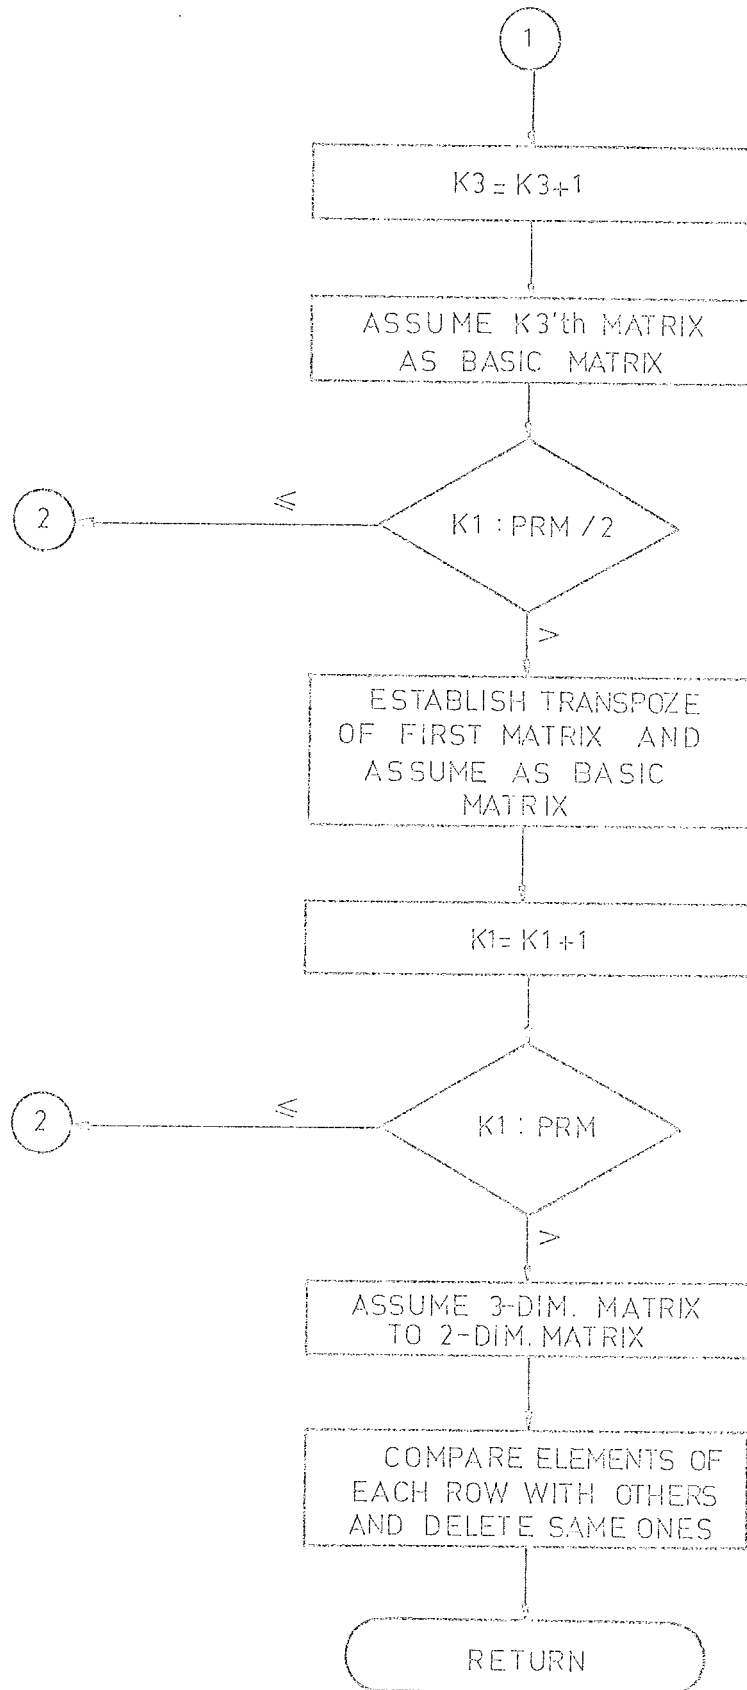 1
K3=K3+1
ASSUME K3'th MATRIX
AS BASIC MATRIX
≤
2
K1 : PRM / 2
>
ESTABLISH TRANSPOZE
OF FIRST MATRIX AND
ASSUME AS BASIC
MATRIX
K1=K1+1
≤
2
K1 : PRM
>
ASSUME 3-DIM. MATRIX
TO 2-DIM. MATRIX
COMPARE ELEMENTS OF
EACH ROW WITH OTHERS
AND DELETE SAME ONES
RETURN